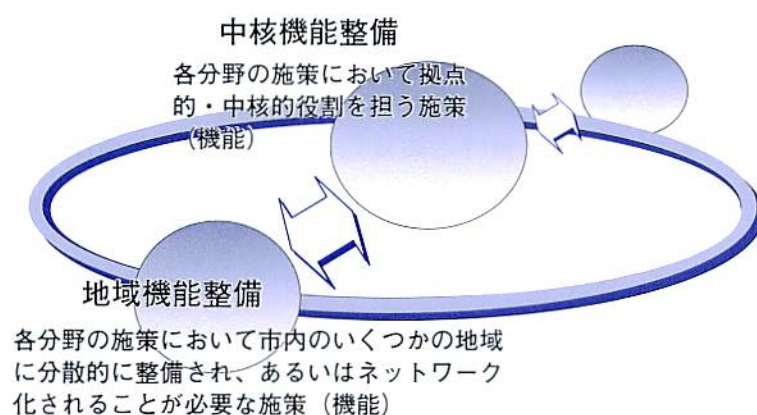 中核機能整備
各分野の施策において拠点
的・中核的役割を担う施策
（機能）
地域機能整備
各分野の施策において市内のいくつかの地域
に分散的に整備され、あるいはネットワーク
化されることが必要な施策（機能）